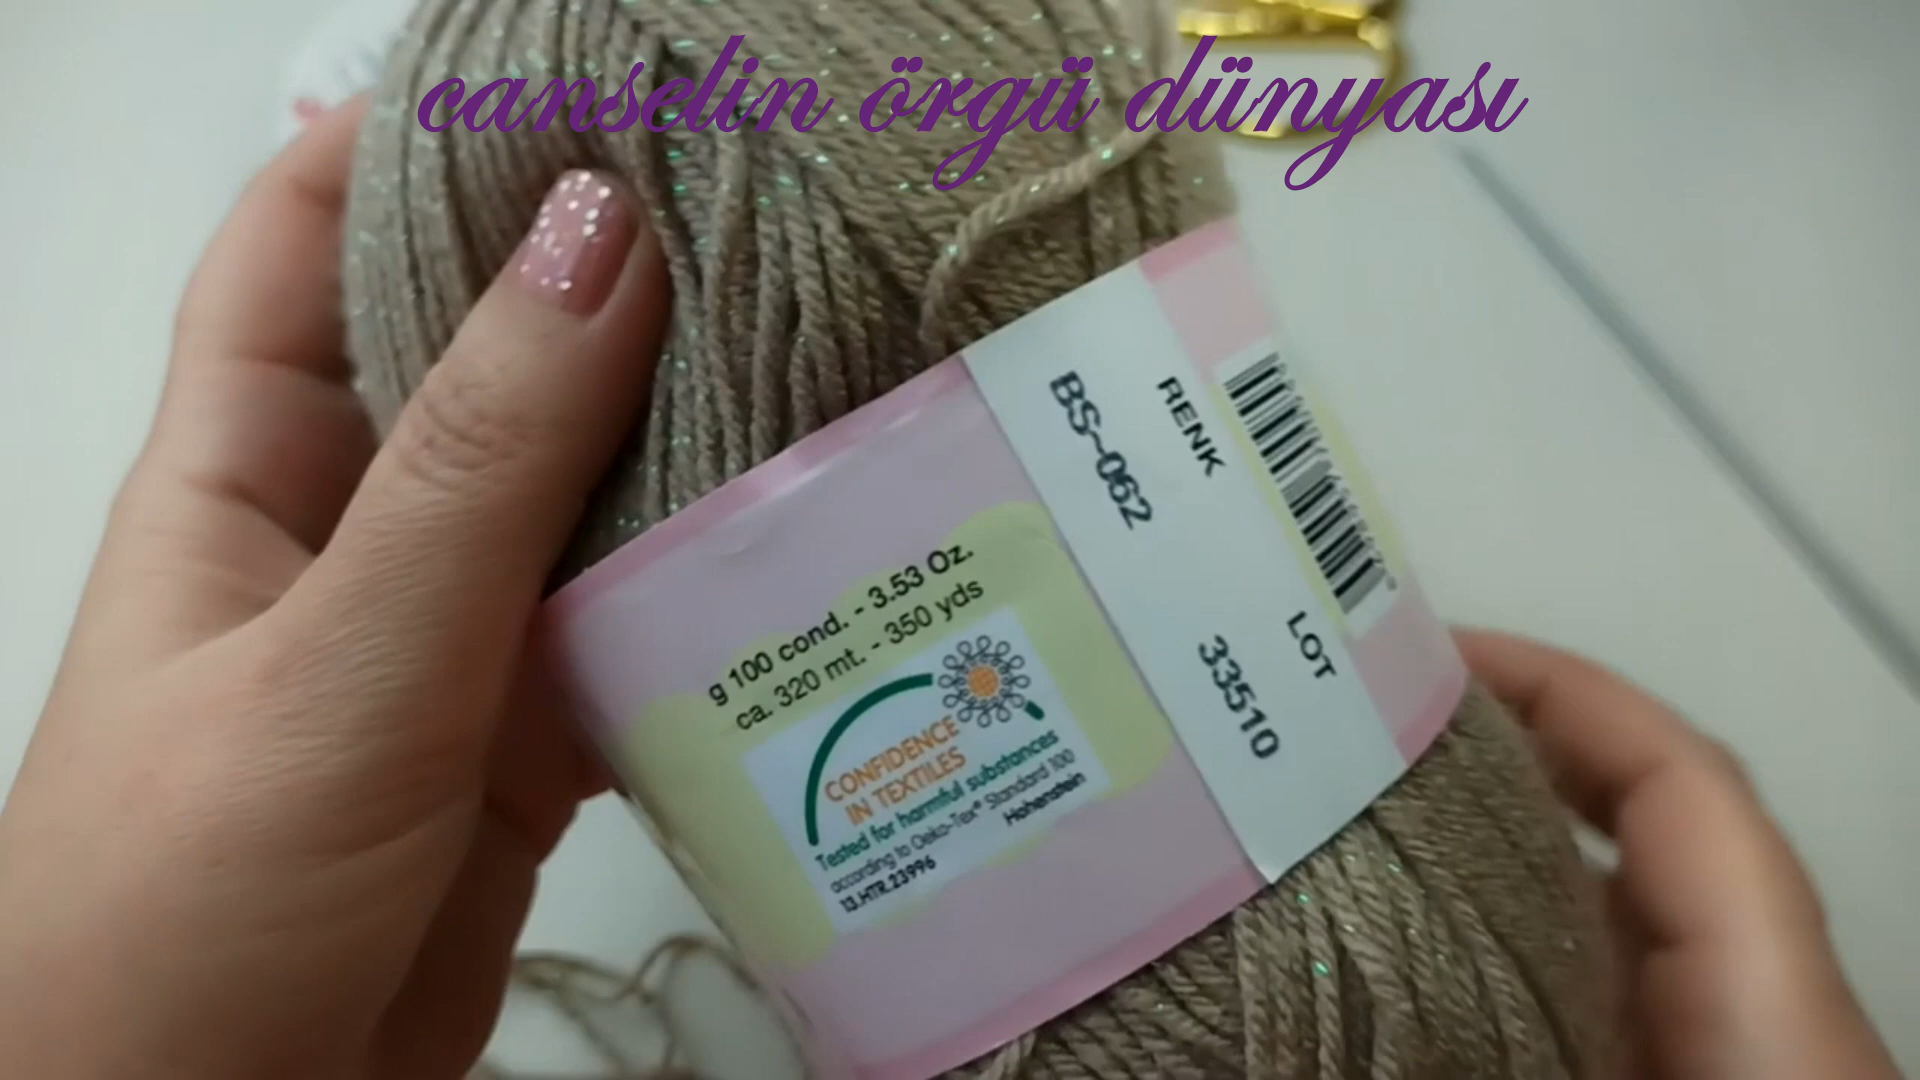 canselin örgü dünyası
RENK
BS-062
LOT
33510
g 100 cond. - 3.53 Oz.
ca. 320 mt. - 350 yds
CONFIDENCE
IN TEXTILES
Tested for harmful substances
according to Oeko-Tex® Standard 100
Hohenstein
13.HTR.23996